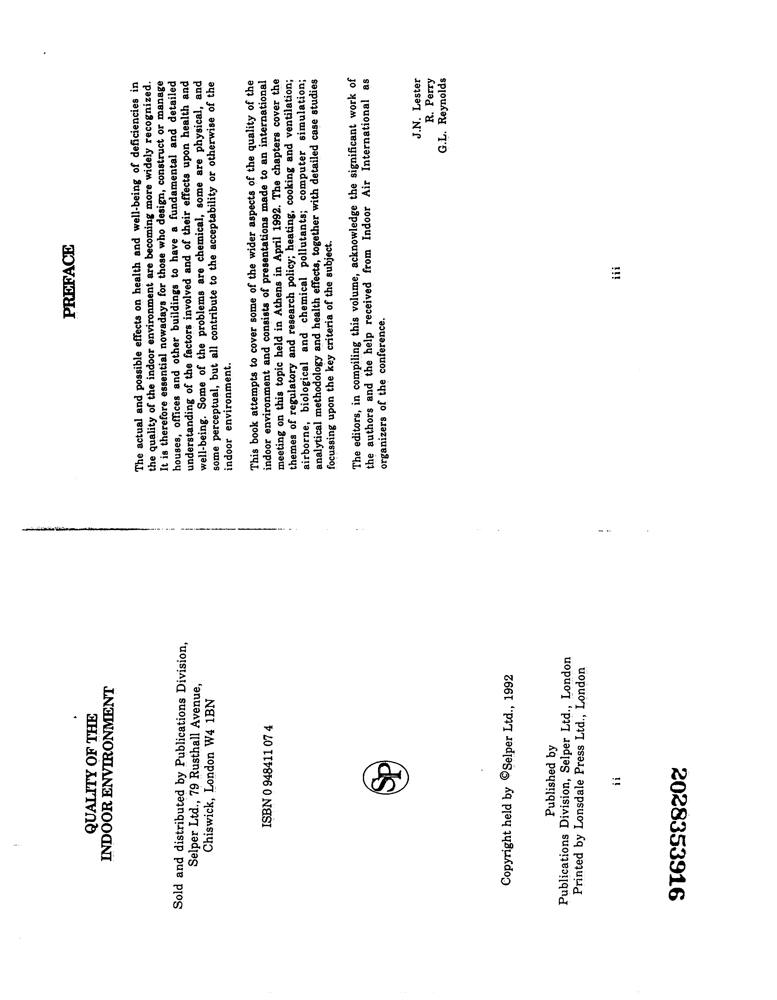 QUALITY OF THE
INDOOR ENVIRONMENT
Sold and distributed by Publications Division,
Selper Ltd., 79 Rusthall Avenue,
Chiswick, London W4 1BN
ISBN 0 948411 07 4
SP
Copyright held by ©Selper Ltd., 1992
Published by
Publications Division, Selper Ltd., London
Printed by Lonsdale Press Ltd., London
ii
PREFACE
The actual and possible effects on health and well-being of deficiencies in
the quality of the indoor environment are becoming more widely recognized.
It is therefore essential nowadays for those who design, construct or manage
houses, offices and other buildings to have a fundamental and detailed
understanding of the factors involved and of their effects upon health and
well-being. Some of the problems are chemical, some are physical, and
some perceptual, but all contribute to the acceptability or otherwise of the
indoor environment.
This book attempts to cover some of the wider aspects of the quality of the
indoor environment and consists of presentations made to an international
meeting on this topic held in Athens in April 1992. The chapters cover the
themes of regulatory and research policy; heating, cooking and ventilation;
airborne, biological and chemical pollutants; computer simulation;
analytical methodology and health effects, together with detailed case studies
focussing upon the key criteria of the subject.
The editors, in compiling this volume, acknowledge the significant work of
the authors and the help received from Indoor Air International as
organizers of the conference.
J.N. Lester
R. Perry
G.L. Reynolds
iii
2028353916